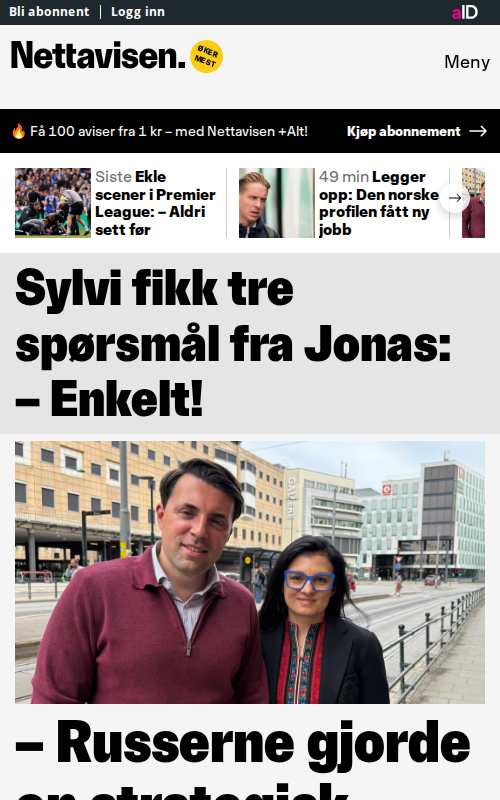 Bli abonnent | Logg inn
aID
Nettavisen.
ØKER
MEST
Meny
🔥 Få 100 aviser fra 1 kr – med Nettavisen +Alt!
Kjøp abonnement →
Siste Ekle
scener i Premier
League: – Aldri
sett før
49 min Legger
opp: Den norske
profilen fått ny
jobb
Sylvi fikk tre
spørsmål fra Jonas:
– Enkelt!
– Russerne gjorde
en strategisk